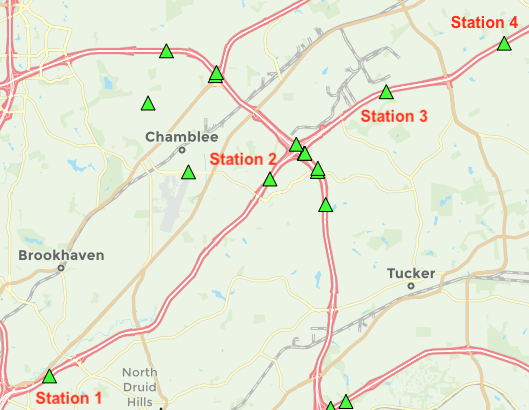 Station 4
Station 3
Chamblee
Station 2
Brookhaven
Tucker
North
Druid
Hills
Station 1